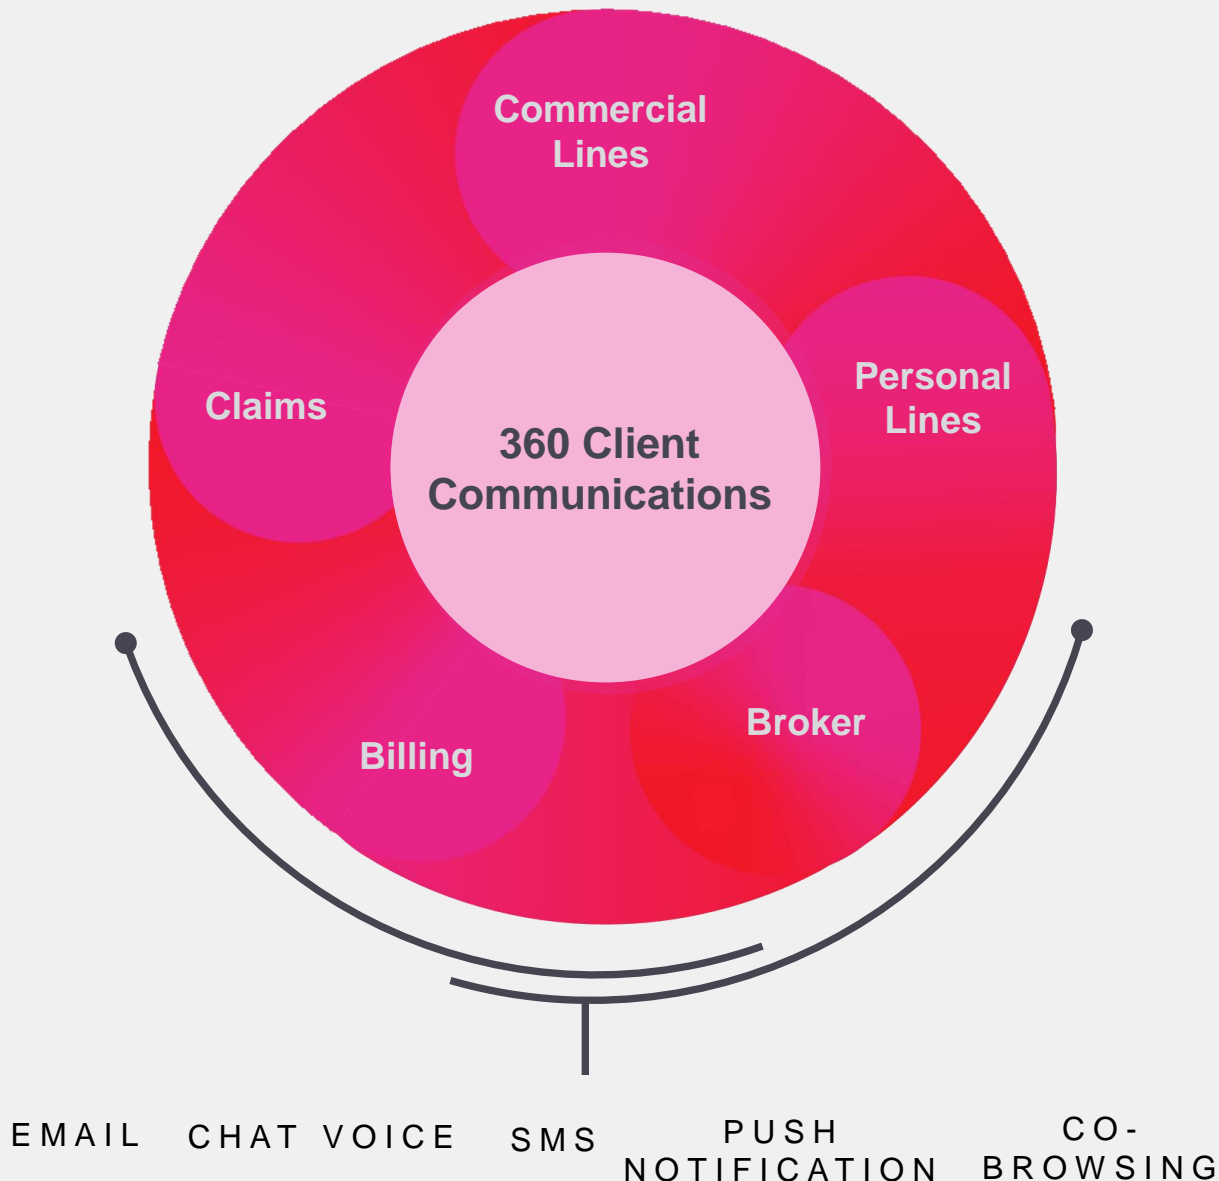 Commercial
Lines
Personal
Lines
Claims
360 Client
Communications
Broker
Billing
EMAIL CHAT VOICE SMS PUSH
NOTIFICATION
CO-
BROWSING